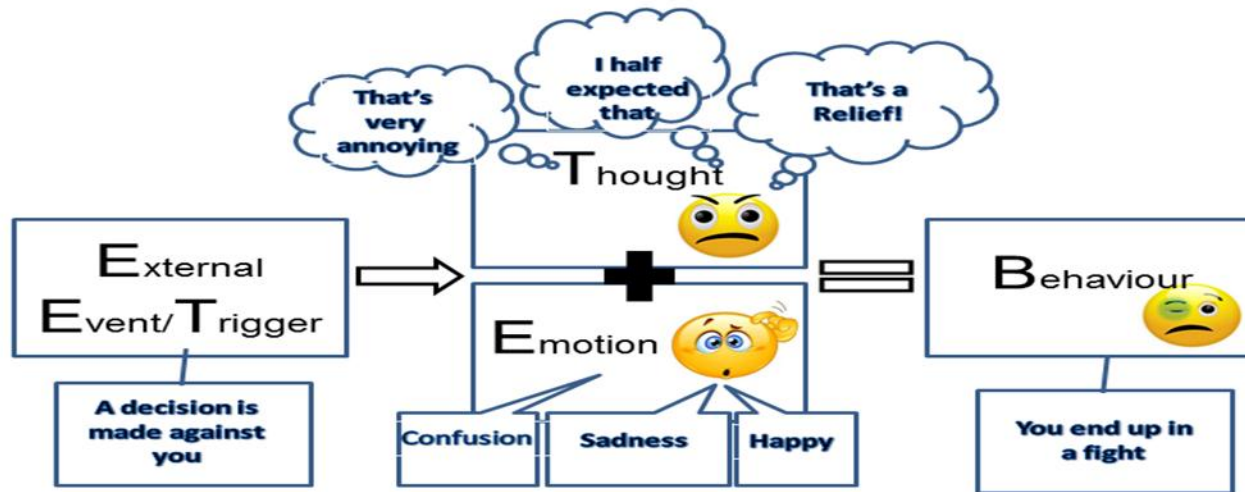 That's
very
annoying
I half
expected
that
That's a
Relief!
Thought
External
Event/Trigger
Emotion
Behaviour
A decision is
made against
you
Confusion
Sadness
Happy
You end up in
a fight